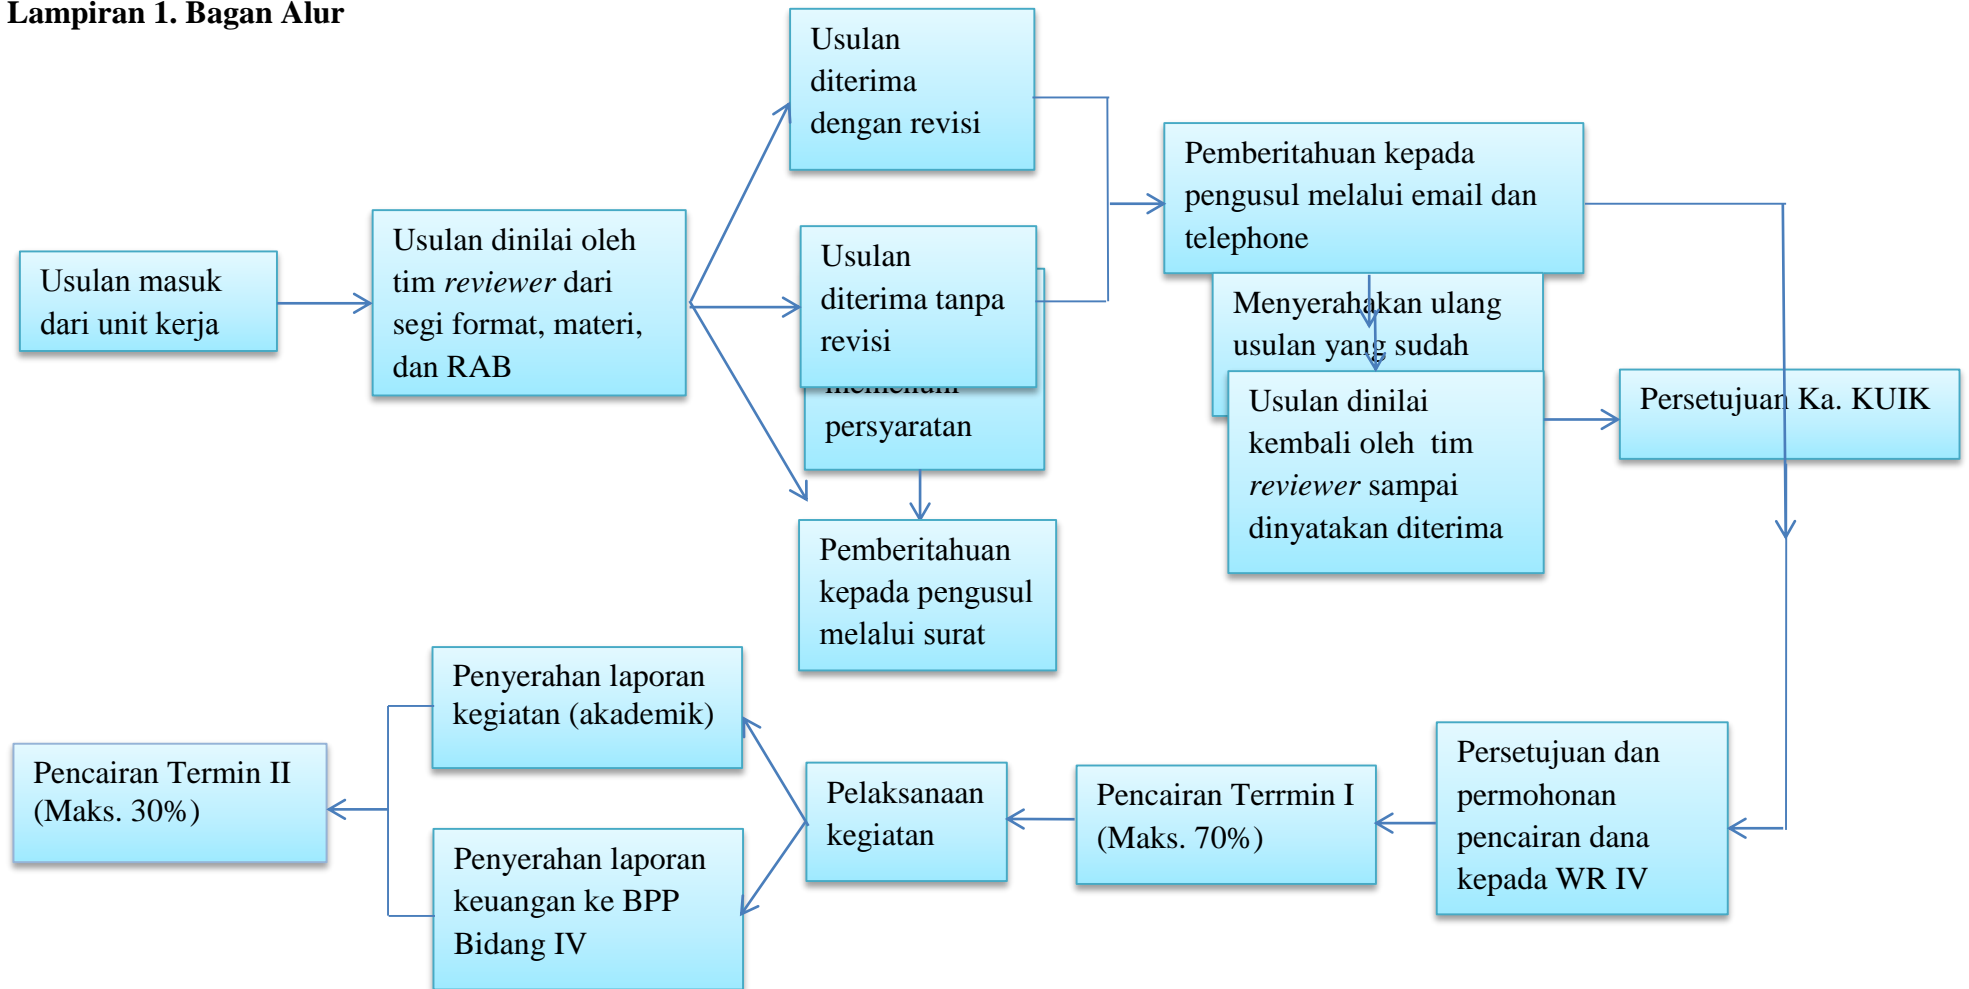 Lampiran 1. Bagan Alur
Usulan masuk
dari unit kerja
Usulan dinilai oleh
tim reviewer dari
segi format, materi,
dan RAB
Usulan
diterima
dengan revisi
Usulan
diterima tanpa
revisi
persyaratan
Pemberitahuan
kepada pengusul
melalui surat
Pemberitahuan kepada
pengusul melalui email dan
telephone
Menyerahakan ulang
usulan yang sudah
Usulan dinilai
kembali oleh tim
reviewer sampai
dinyatakan diterima
Persetujuan Ka. KUIK
Persetujuan dan
permohonan
pencairan dana
kepada WR IV
Pencairan Terrmin I
(Maks. 70%)
Pelaksanaan
kegiatan
Penyerahan laporan
kegiatan (akademik)
Penyerahan laporan
keuangan ke BPP
Bidang IV
Pencairan Termin II
(Maks. 30%)